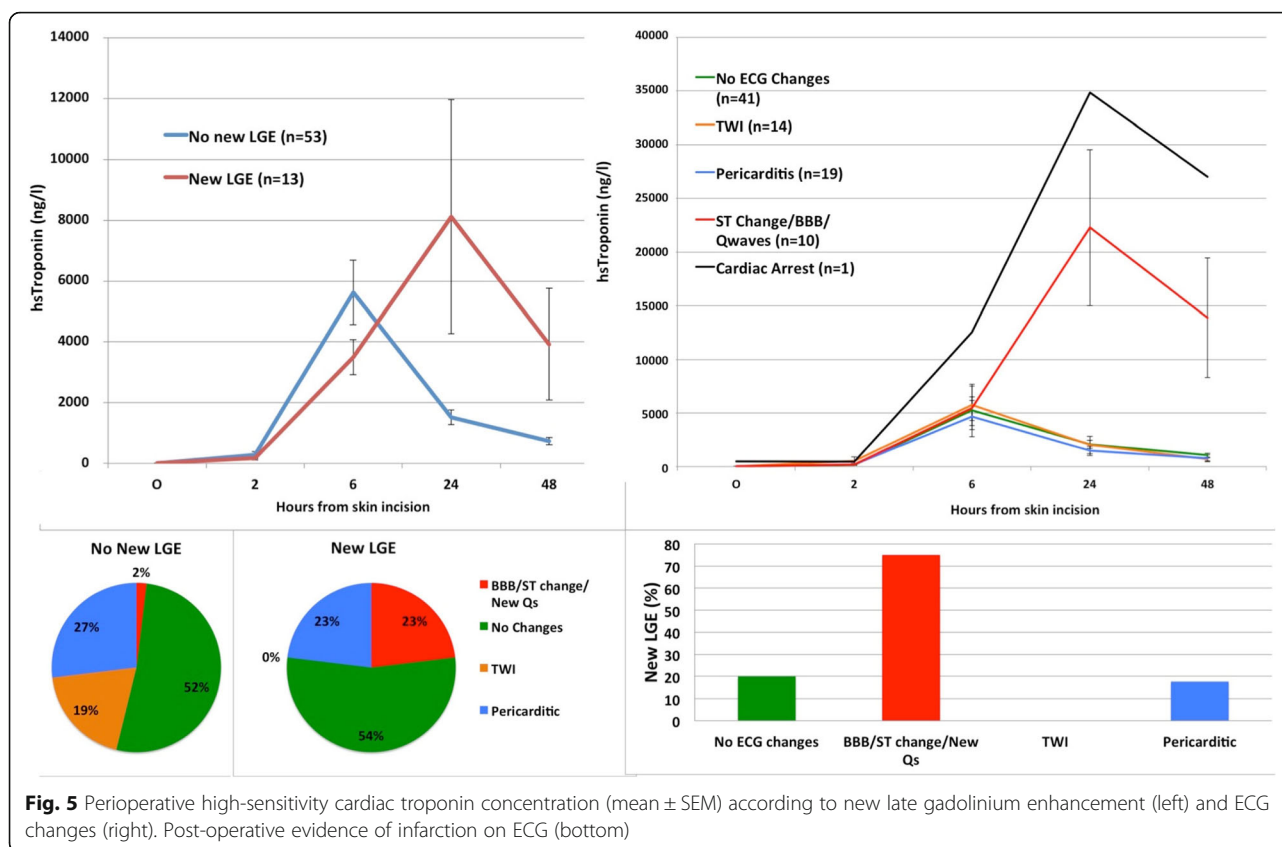 14000
12000
10000
8000
6000
4000
2000
0
hsTroponin (ng/l)
No new LGE (n=53)
New LGE (n=13)
O 2 6 24 48
Hours from skin incision
40000
35000
30000
25000
20000
15000
10000
5000
0
hsTroponin (ng/l)
No ECG Changes
(n=41)
TWI (n=14)
Pericarditis (n=19)
ST Change/BBB/
Qwaves (n=10)
Cardiac Arrest (n=1)
O 2 6 24 48
Hours from skin incision
No New LGE
2%
27%
52%
19%
New LGE
23%
23%
0%
54%
BBB/ST change/
New Qs
No Changes
TWI
Pericarditic
80
70
60
50
40
30
20
10
0
New LGE (%)
No ECG changes BBB/ST change/New TWI Pericarditic
Qs
Fig. 5 Perioperative high-sensitivity cardiac troponin concentration (mean ± SEM) according to new late gadolinium enhancement (left) and ECG
changes (right). Post-operative evidence of infarction on ECG (bottom)